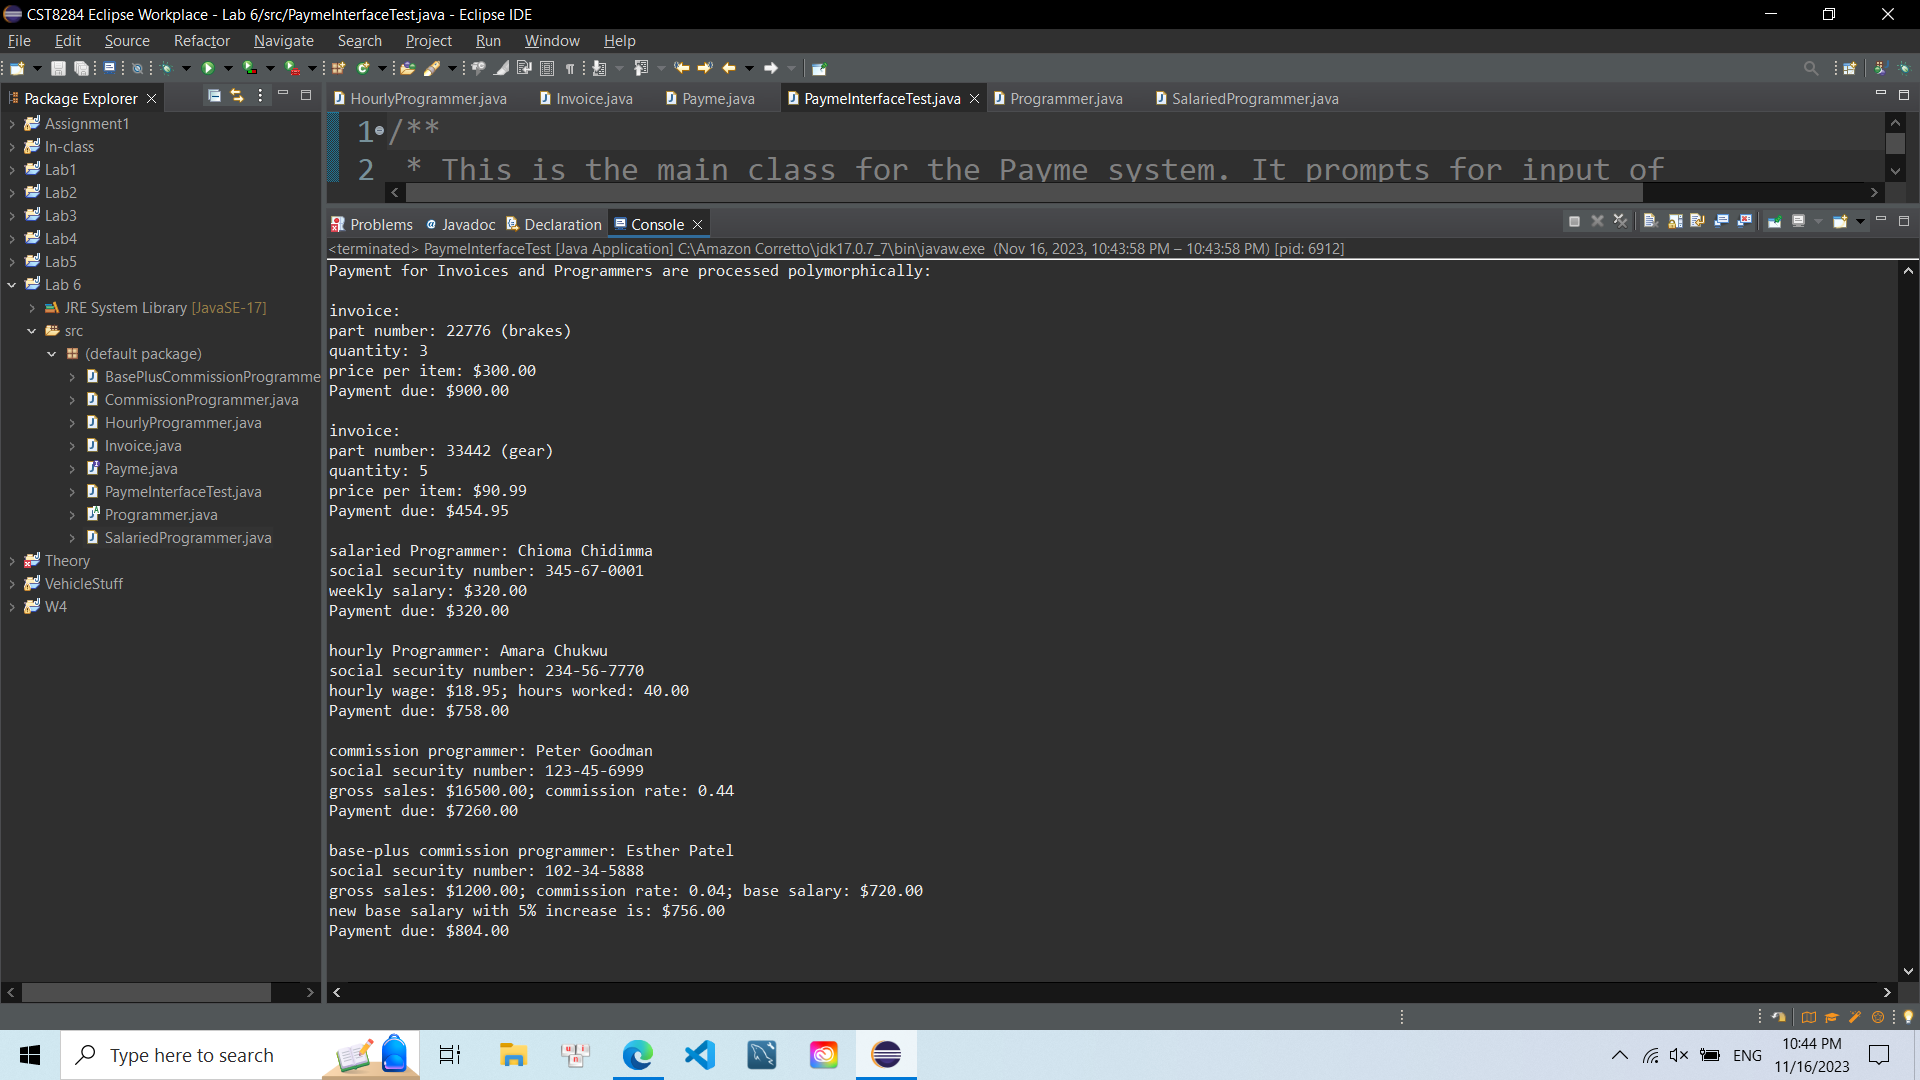 CST8284 Eclipse Workplace - Lab 6/src/PaymeInterfaceTest.java - Eclipse IDE
File Edit Source Refactor Navigate Search Project Run Window Help
Package Explorer
Assignment1
In-class
Lab1
Lab2
Lab3
Lab4
Lab5
Lab 6
JRE System Library [JavaSE-17]
src
(default package)
BasePlusCommissionProgramme
CommissionProgrammer.java
HourlyProgrammer.java
Invoice.java
Payme.java
PaymeInterfaceTest.java
Programmer.java
SalariedProgrammer.java
Theory
VehicleStuff
W4
HourlyProgrammer.java Invoice.java Payme.java PaymeInterfaceTest.java Programmer.java SalariedProgrammer.java
1 /**
2 * This is the main class for the Payme system. It prompts for input of
Problems Javadoc Declaration Console
<terminated> PaymeInterfaceTest [Java Application] C:\Amazon Corretto\jdk17.0.7_7\bin\javaw.exe (Nov 16, 2023, 10:43:58 PM – 10:43:58 PM) [pid: 6912]
Payment for Invoices and Programmers are processed polymorphically:
invoice:
part number: 22776 (brakes)
quantity: 3
price per item: $300.00
Payment due: $900.00
invoice:
part number: 33442 (gear)
quantity: 5
price per item: $90.99
Payment due: $454.95
salaried Programmer: Chioma Chidimma
social security number: 345-67-0001
weekly salary: $320.00
Payment due: $320.00
hourly Programmer: Amara Chukwu
social security number: 234-56-7770
hourly wage: $18.95; hours worked: 40.00
Payment due: $758.00
commission programmer: Peter Goodman
social security number: 123-45-6999
gross sales: $16500.00; commission rate: 0.44
Payment due: $7260.00
base-plus commission programmer: Esther Patel
social security number: 102-34-5888
gross sales: $1200.00; commission rate: 0.04; base salary: $720.00
new base salary with 5% increase is: $756.00
Payment due: $804.00
Type here to search
ENG
10:44 PM
11/16/2023